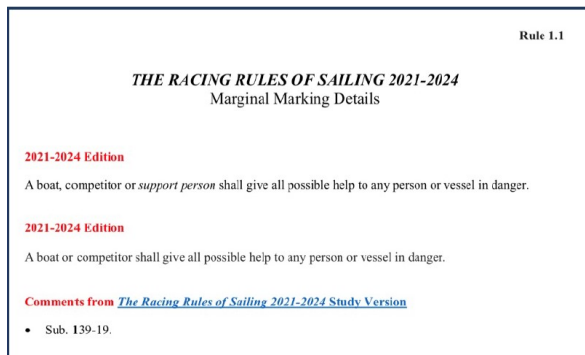 Rule 1.1
THE RACING RULES OF SAILING 2021-2024
Marginal Marking Details
2021-2024 Edition
A boat, competitor or support person shall give all possible help to any person or vessel in danger.
2021-2024 Edition
A boat or competitor shall give all possible help to any person or vessel in danger.
Comments from The Racing Rules of Sailing 2021-2024 Study Version
• Sub. 139-19.